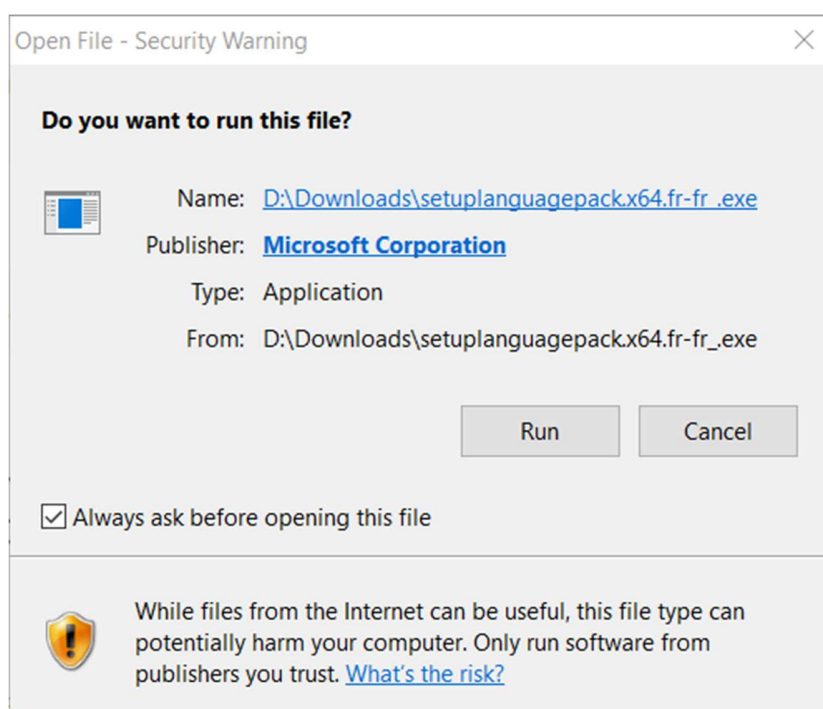 Open File - Security Warning
Do you want to run this file?
Name: D:\Downloads\setuplanguagepack.x64.fr-fr_.exe
Publisher: Microsoft Corporation
Type: Application
From: D:\Downloads\setuplanguagepack.x64.fr-fr_.exe
Run Cancel
Always ask before opening this file
While files from the Internet can be useful, this file type can
potentially harm your computer. Only run software from
publishers you trust. What's the risk?